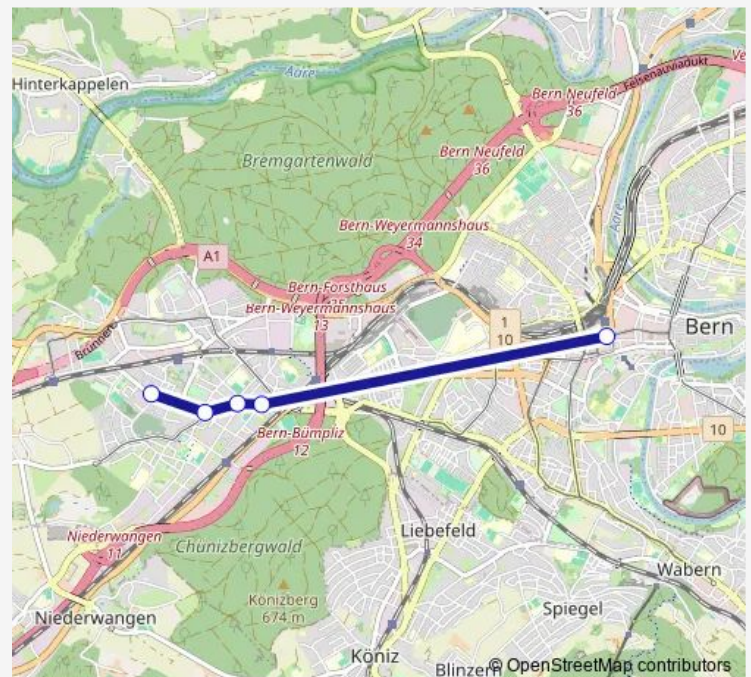 Hinterkappelen
Aare
Felsenauviadukt
Bern Neufeld
36
Bremgartenwald
Bern Neufeld
36
Aare
Bern-Weyermannshaus
34
A1
Bern-Forsthaus
Bern-Weyermannshaus
13
1
10
Bern
Brünnen
10
Bern-Bümpliz
12
Niederwangen
11
Chünizbergwald
Liebefeld
Wabern
Könizberg
674 m
Niederwangen
Spiegel
Köniz
Blinzern
© OpenStreetMap contributors